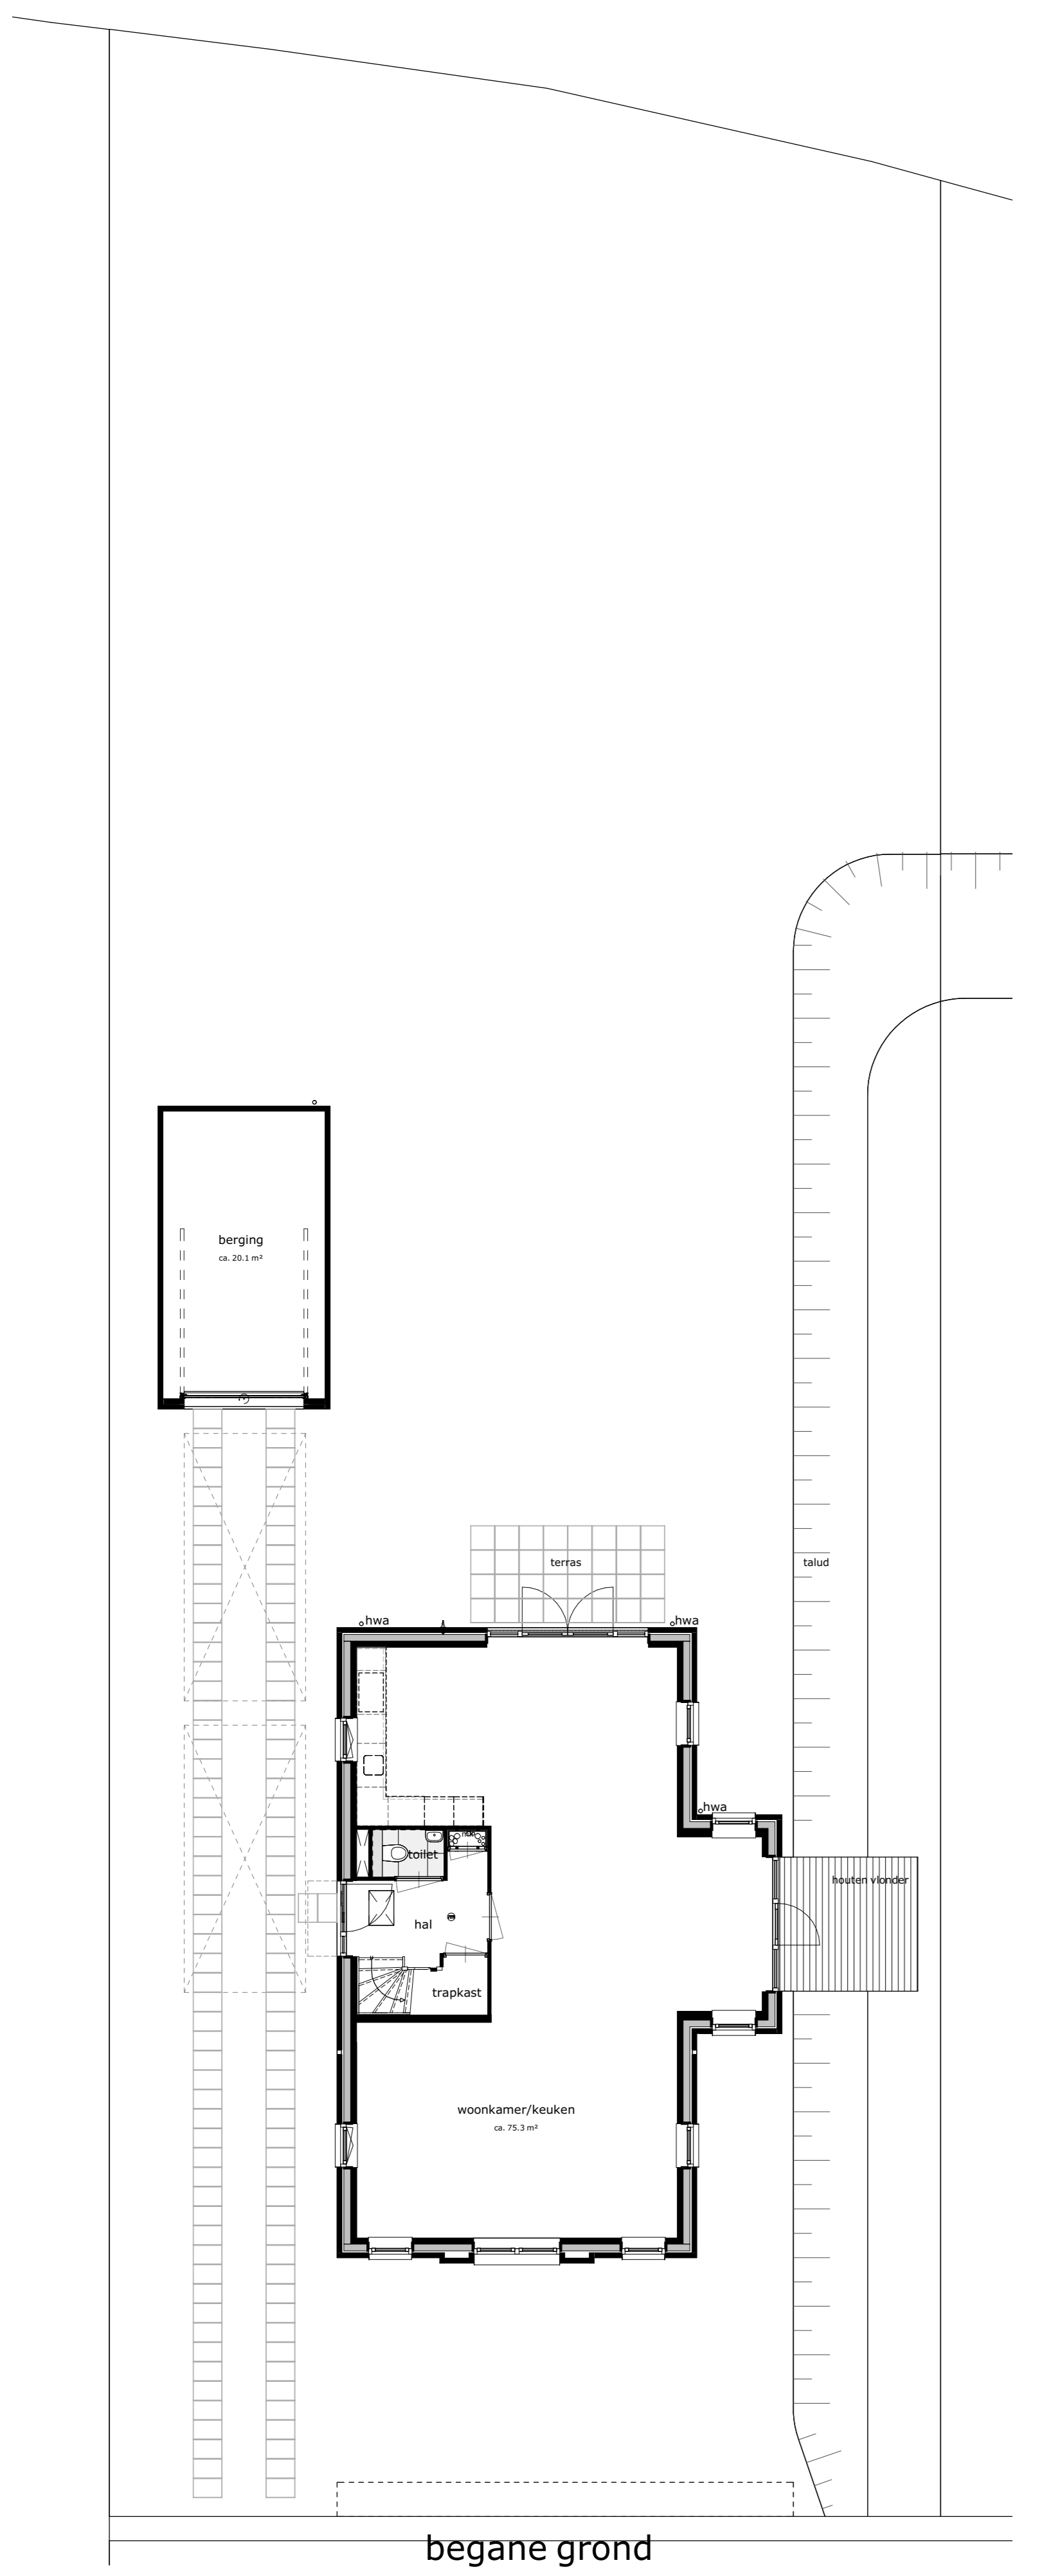 berging
ca. 20.1 m²
terras
talud
hwa
hwa
hwa
toilet
houten vlonder
hal
trapkast
woonkamer/keuken
ca. 75.3 m²
begane grond